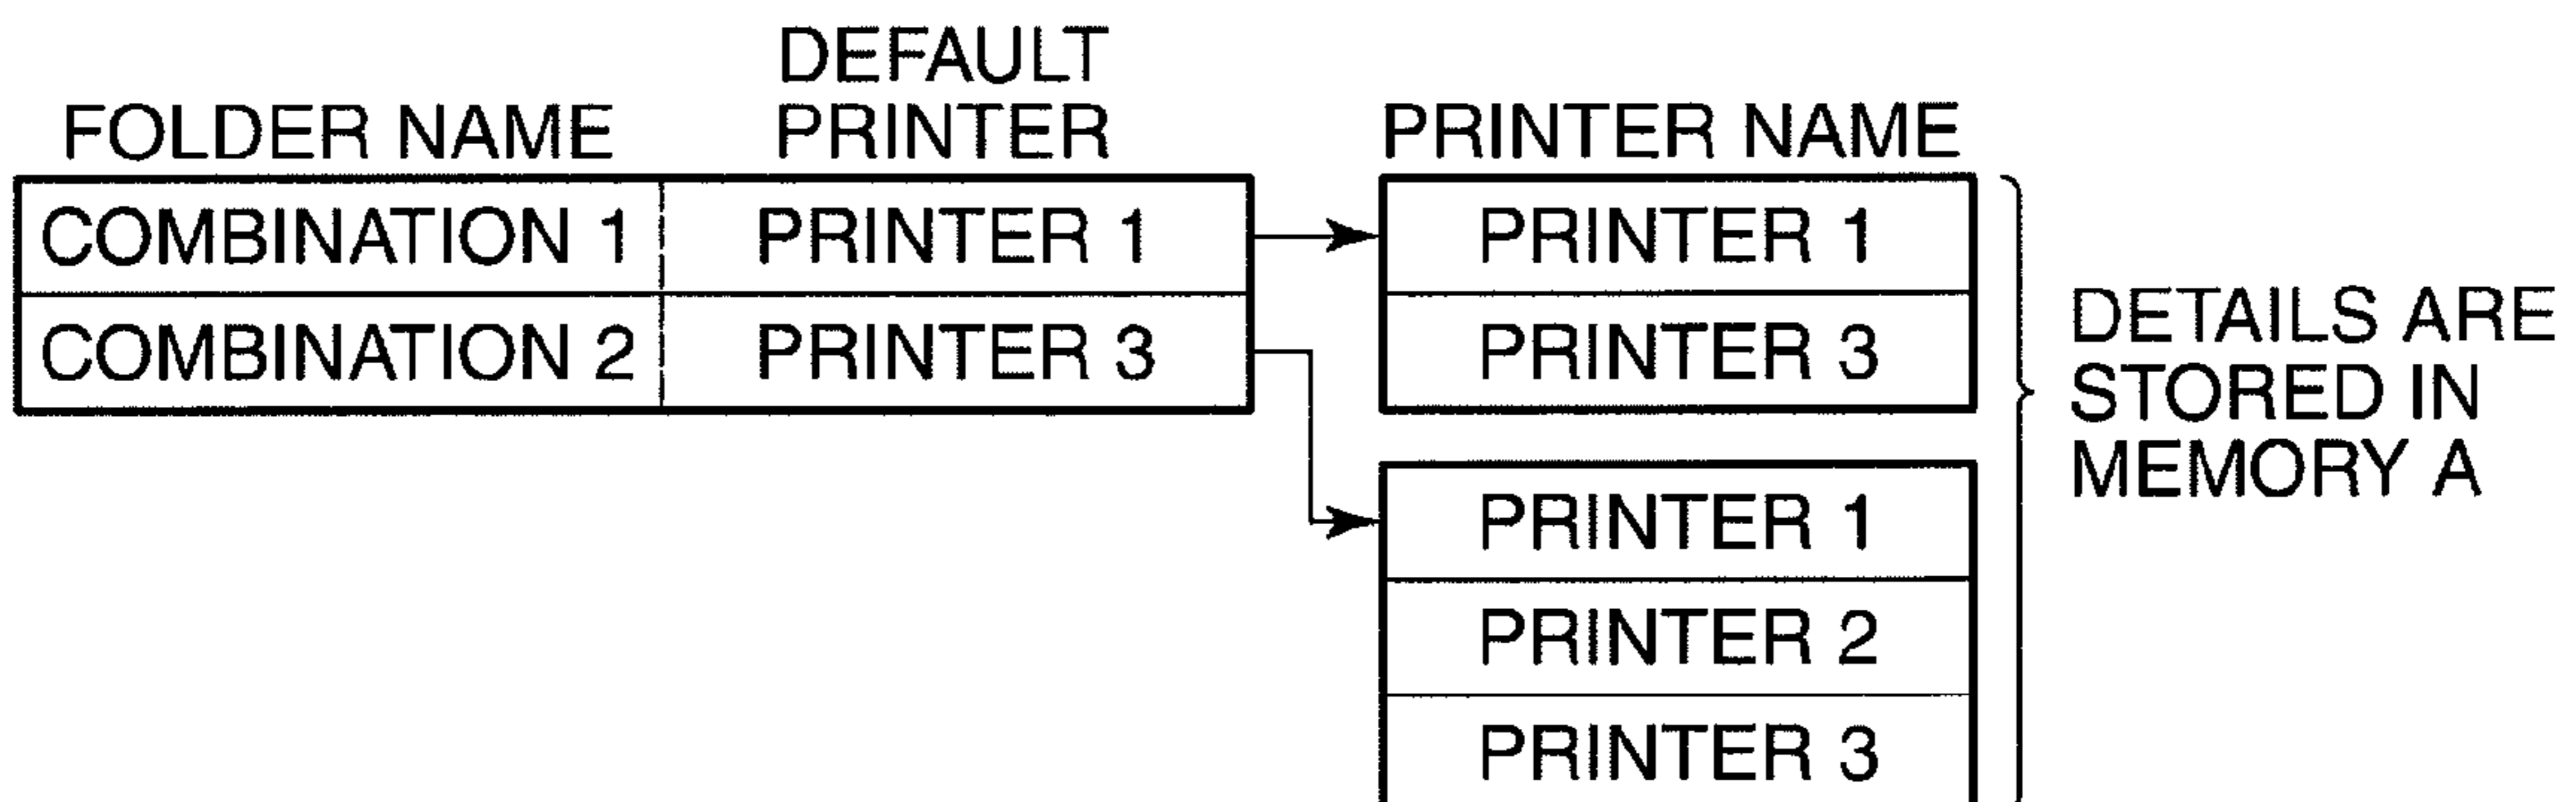 DEFAULT
FOLDER NAME PRINTER PRINTER NAME
COMBINATION 1 PRINTER 1 PRINTER 1
COMBINATION 2 PRINTER 3 PRINTER 3
PRINTER 1
PRINTER 2
PRINTER 3
DETAILS ARE
STORED IN
MEMORY A